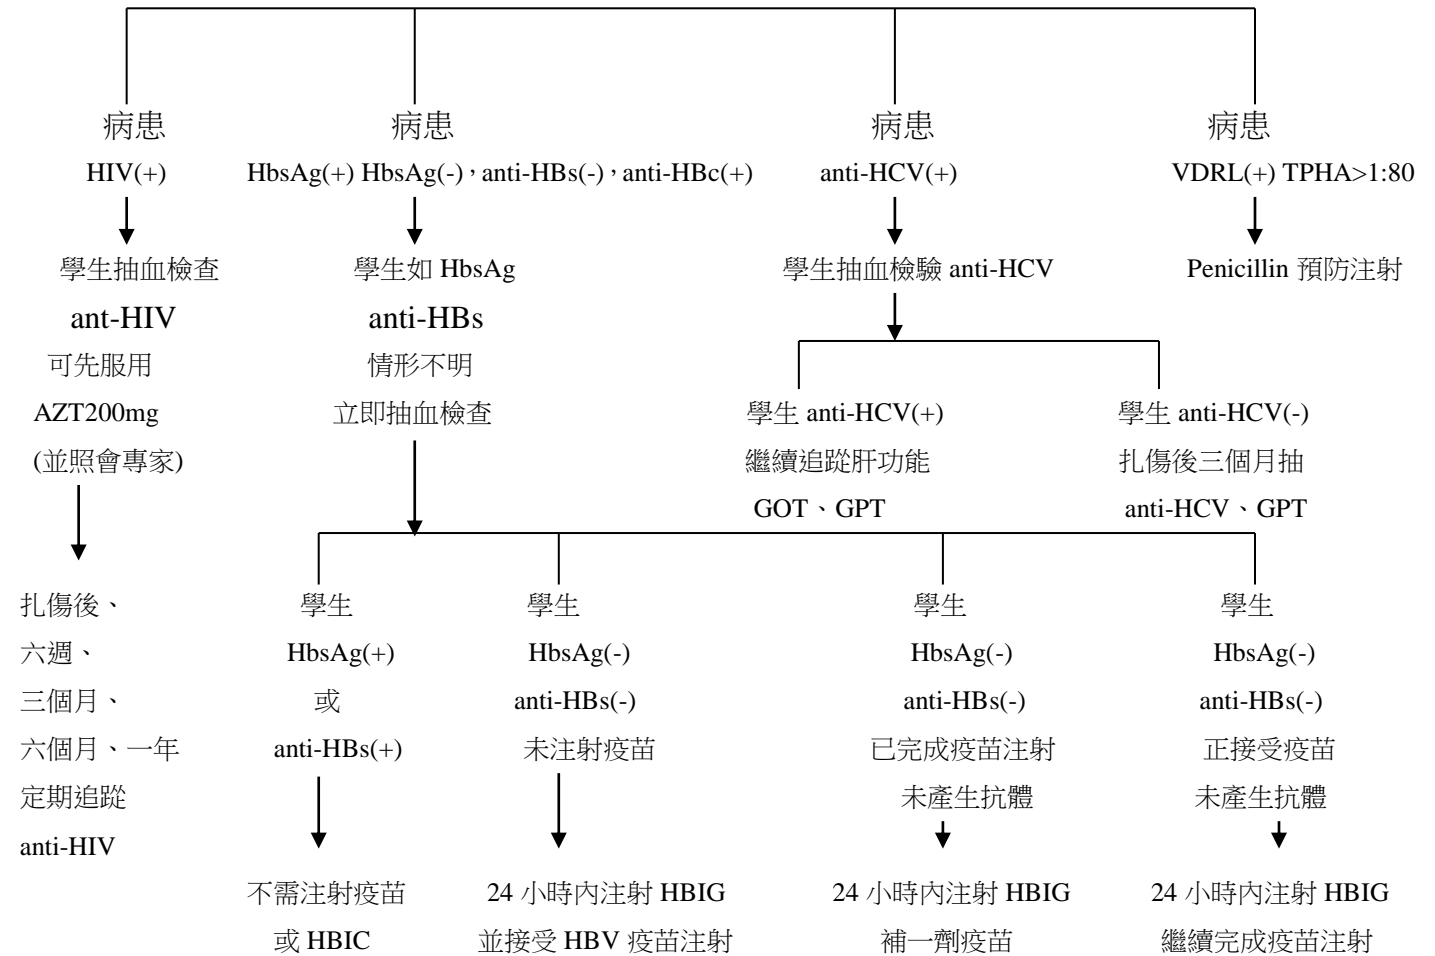 病患
HIV(+)
學生抽血檢查
ant-HIV
可先服用
AZT200mg
(並照會專家)
扎傷後、
六週、
三個月、
六個月、一年
定期追蹤
anti-HIV
病患
HbsAg(+) HbsAg(-)，anti-HBs(-)，anti-HBc(+)
學生如 HbsAg
anti-HBs
情形不明
立即抽血檢查
學生
HbsAg(+)
或
anti-HBs(+)
不需注射疫苗
或 HBIC
學生
HbsAg(-)
anti-HBs(-)
未注射疫苗
24 小時內注射 HBIG
並接受 HBV 疫苗注射
學生
HbsAg(-)
anti-HBs(-)
已完成疫苗注射
未產生抗體
24 小時內注射 HBIG
補一劑疫苗
學生
HbsAg(-)
anti-HBs(-)
正接受疫苗
未產生抗體
24 小時內注射 HBIG
繼續完成疫苗注射
病患
anti-HCV(+)
學生抽血檢驗 anti-HCV
學生 anti-HCV(+)
繼續追蹤肝功能
GOT、GPT
學生 anti-HCV(-)
扎傷後三個月抽
anti-HCV、GPT
病患
VDRL(+) TPHA>1:80
Penicillin 預防注射